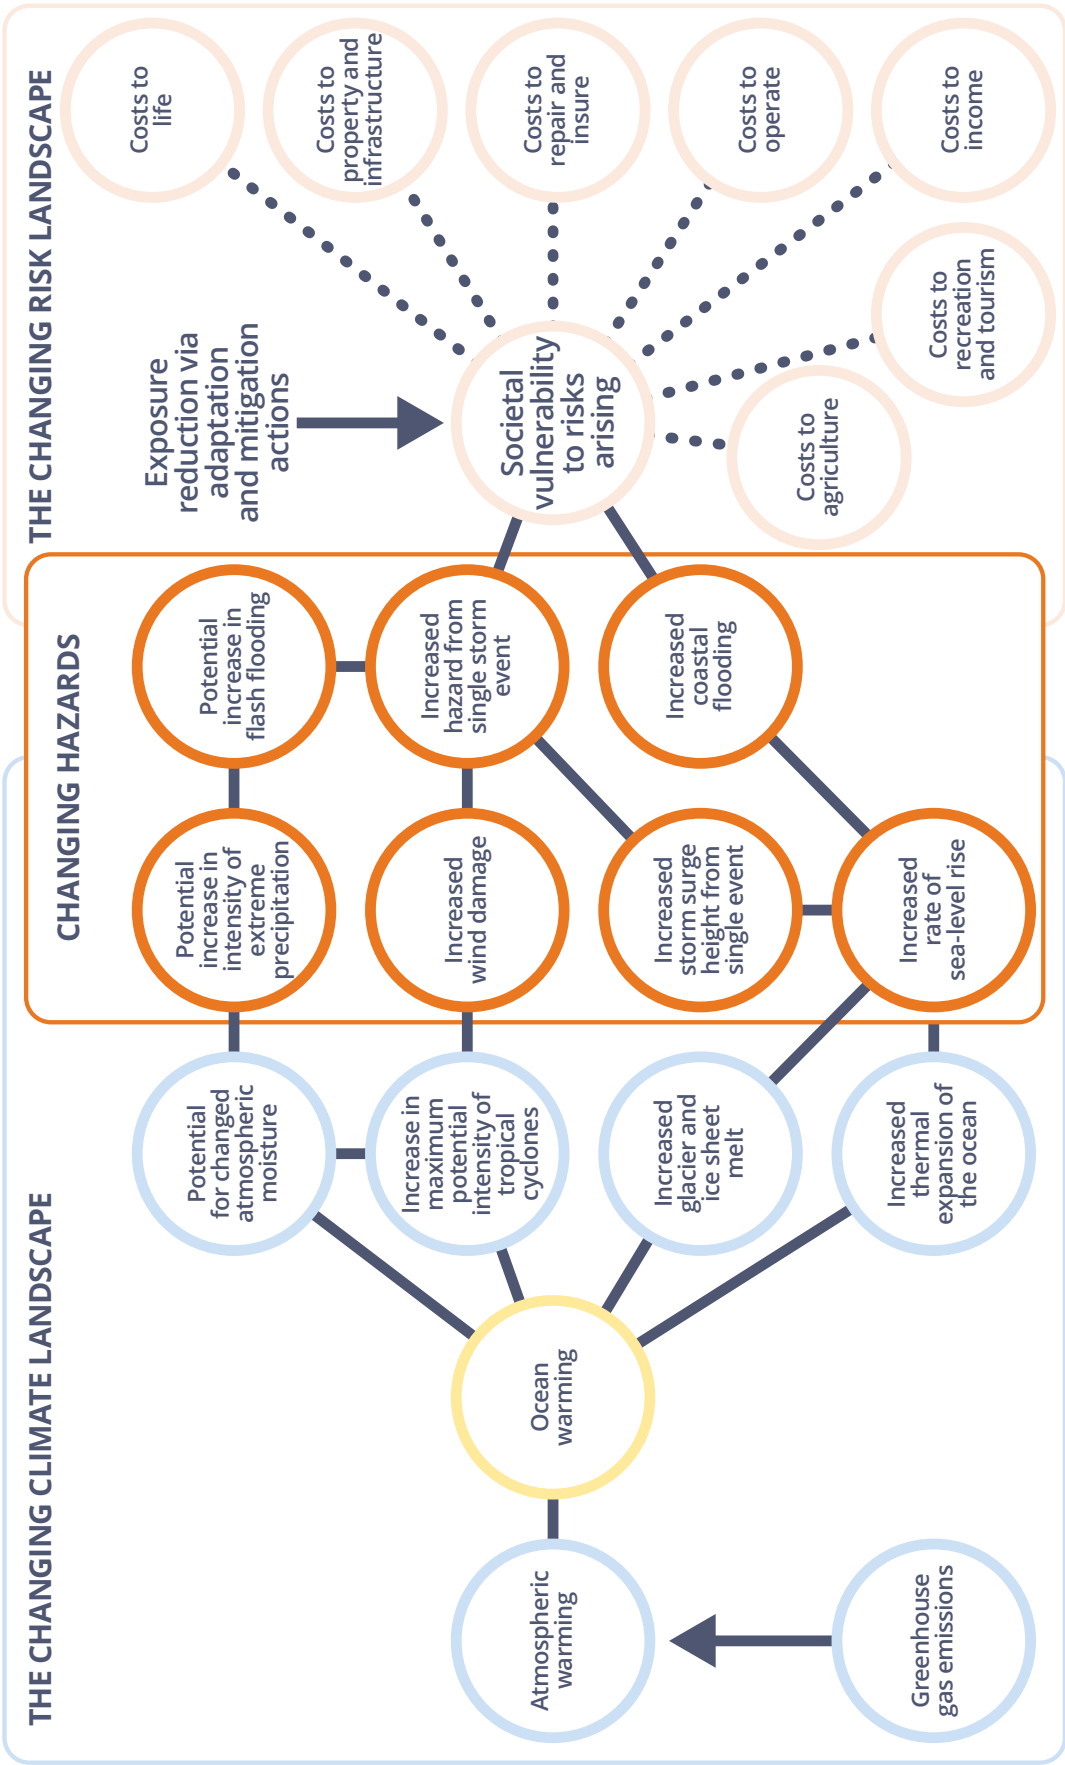 THE CHANGING CLIMATE LANDSCAPE
CHANGING HAZARDS
THE CHANGING RISK LANDSCAPE
Greenhouse
gas emissions
Atmospheric
warming
Ocean
warming
Potential
for changed
atmospheric
moisture
Increase in
maximum
potential
intensity of
tropical
cyclones
Increased
glacier and
ice sheet
melt
Increased
thermal
expansion of
the ocean
Potential
increase in
intensity of
extreme
precipitation
Increased
wind damage
Increased
storm surge
height from
single event
Increased
rate of
sea-level rise
Potential
increase in
flash flooding
Increased
hazard from
single storm
event
Increased
coastal
flooding
Exposure
reduction via
adaptation
and mitigation
actions
Societal
vulnerability
to risks
arising
Costs to
life
Costs to
property and
infrastructure
Costs to
repair and
insure
Costs to
operate
Costs to
income
Costs to
recreation
and tourism
Costs to
agriculture